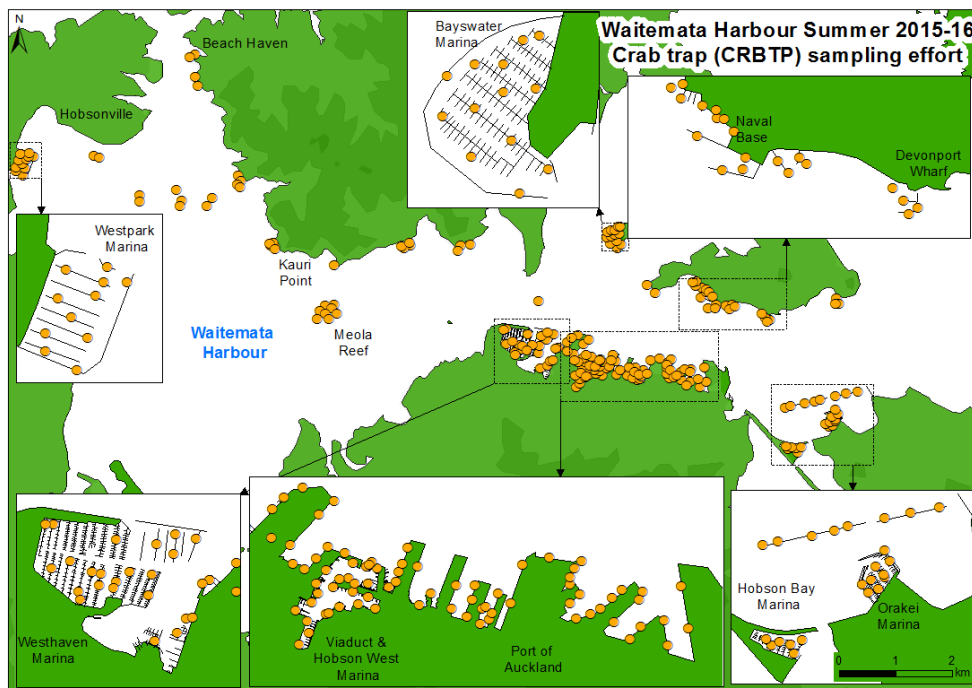 Waitemata Harbour Summer 2015-16
Crab trap (CRBTP) sampling effort
N
Beach Haven
Bayswater
Marina
Hobsonville
Naval
Base
Devonport
Wharf
Westpark
Marina
Kauri
Point
Waitemata
Harbour
Meola
Reef
Westhaven
Marina
Viaduct &
Hobson West
Marina
Port of
Auckland
Hobson Bay
Marina
Orakei
Marina
0 1 2
km